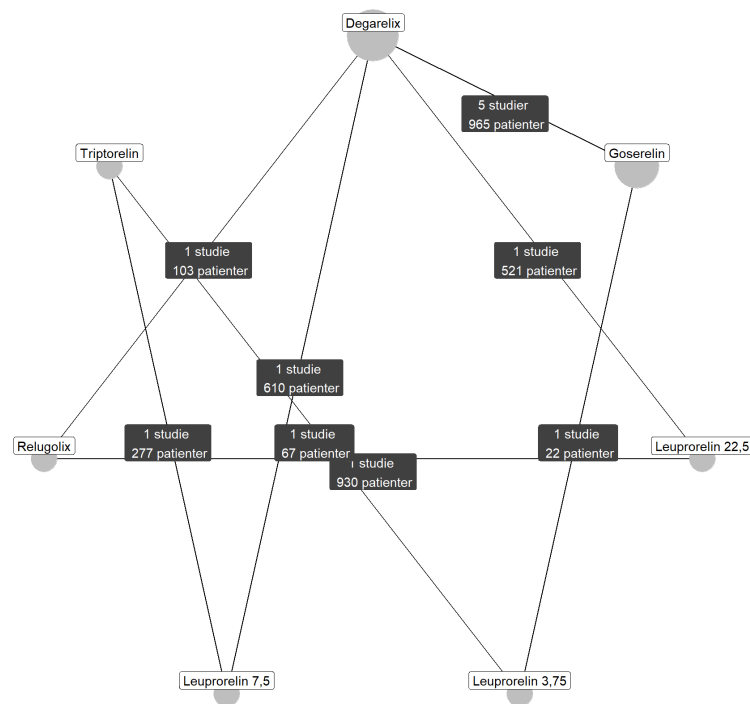 Degarelix
5 studier
965 patienter
Triptorelin
Goserelin
1 studie
103 patienter
1 studie
521 patienter
1 studie
610 patienter
Relugolix
1 studie
277 patienter
1 studie
67 patienter
1 studie
930 patienter
1 studie
22 patienter
Leuprorelin 22,5
Leuprorelin 7,5
Leuprorelin 3,75